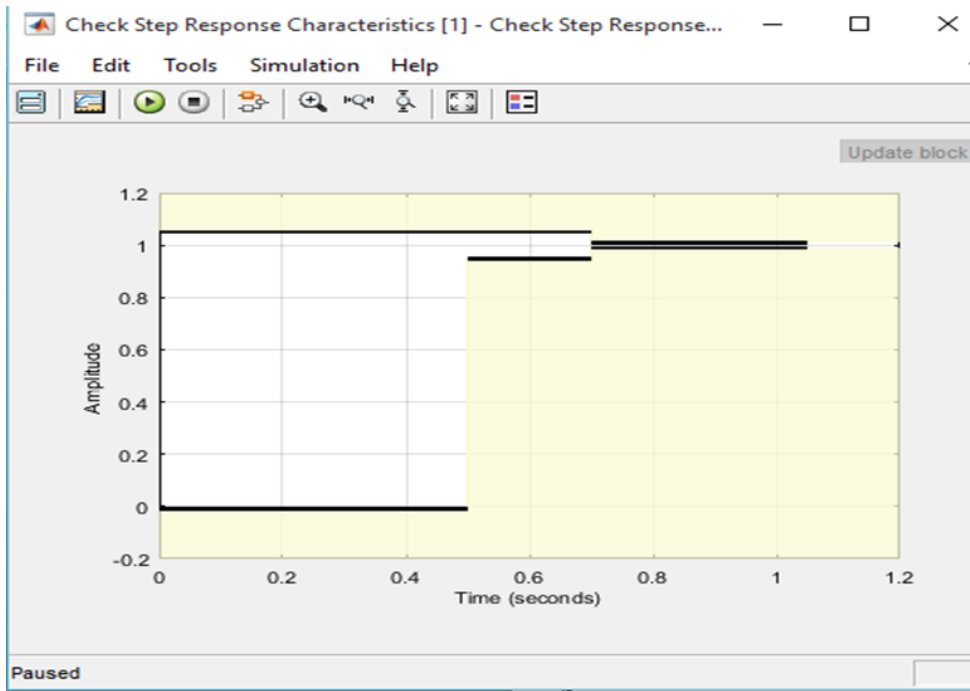 Check Step Response Characteristics [1] - Check Step Response...
File Edit Tools Simulation Help
Update block
1.2
1
0.8
0.6
0.4
0.2
0
-0.2
Amplitude
0 0.2 0.4 0.6 0.8 1 1.2
Time (seconds)
Paused